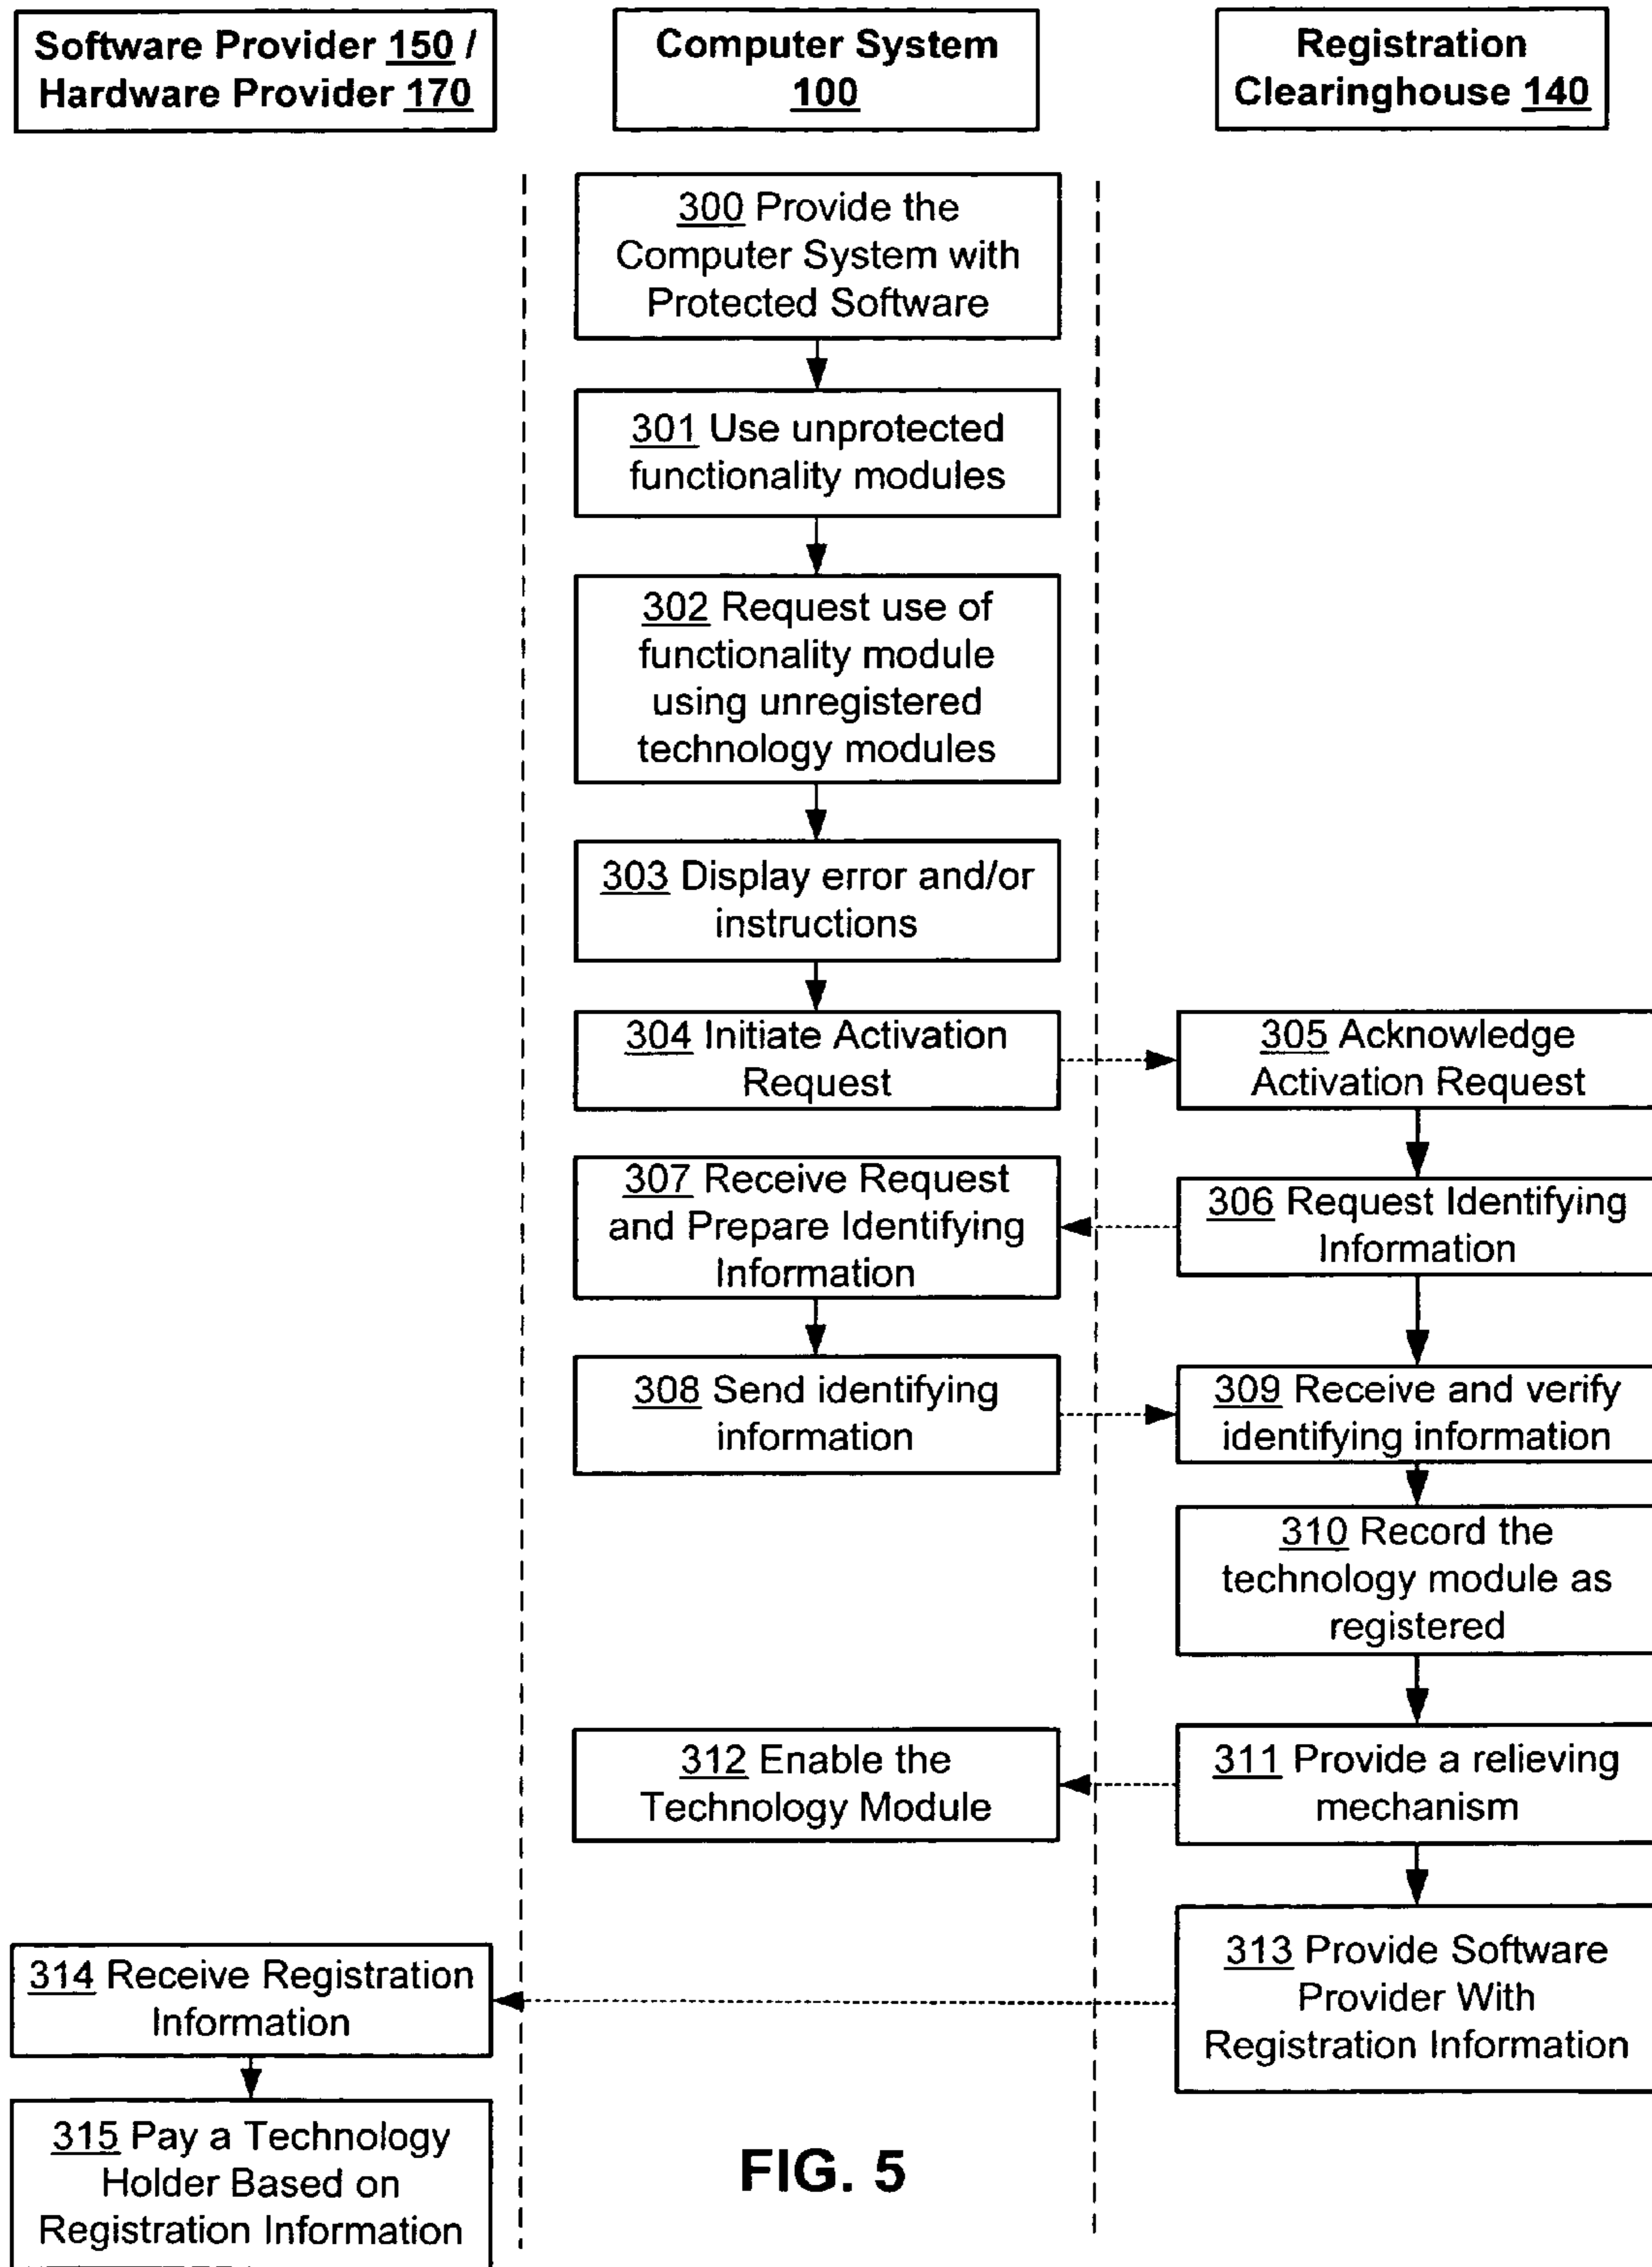 Software Provider 150 /
Hardware Provider 170
Computer System
100
Registration
Clearinghouse 140
300 Provide the
Computer System with
Protected Software
301 Use unprotected
functionality modules
302 Request use of
functionality module
using unregistered
technology modules
303 Display error and/or
instructions
304 Initiate Activation
Request
305 Acknowledge
Activation Request
306 Request Identifying
Information
307 Receive Request
and Prepare Identifying
Information
308 Send identifying
information
309 Receive and verify
identifying information
310 Record the
technology module as
registered
311 Provide a relieving
mechanism
312 Enable the
Technology Module
313 Provide Software
Provider With
Registration Information
314 Receive Registration
Information
315 Pay a Technology
Holder Based on
Registration Information
FIG. 5